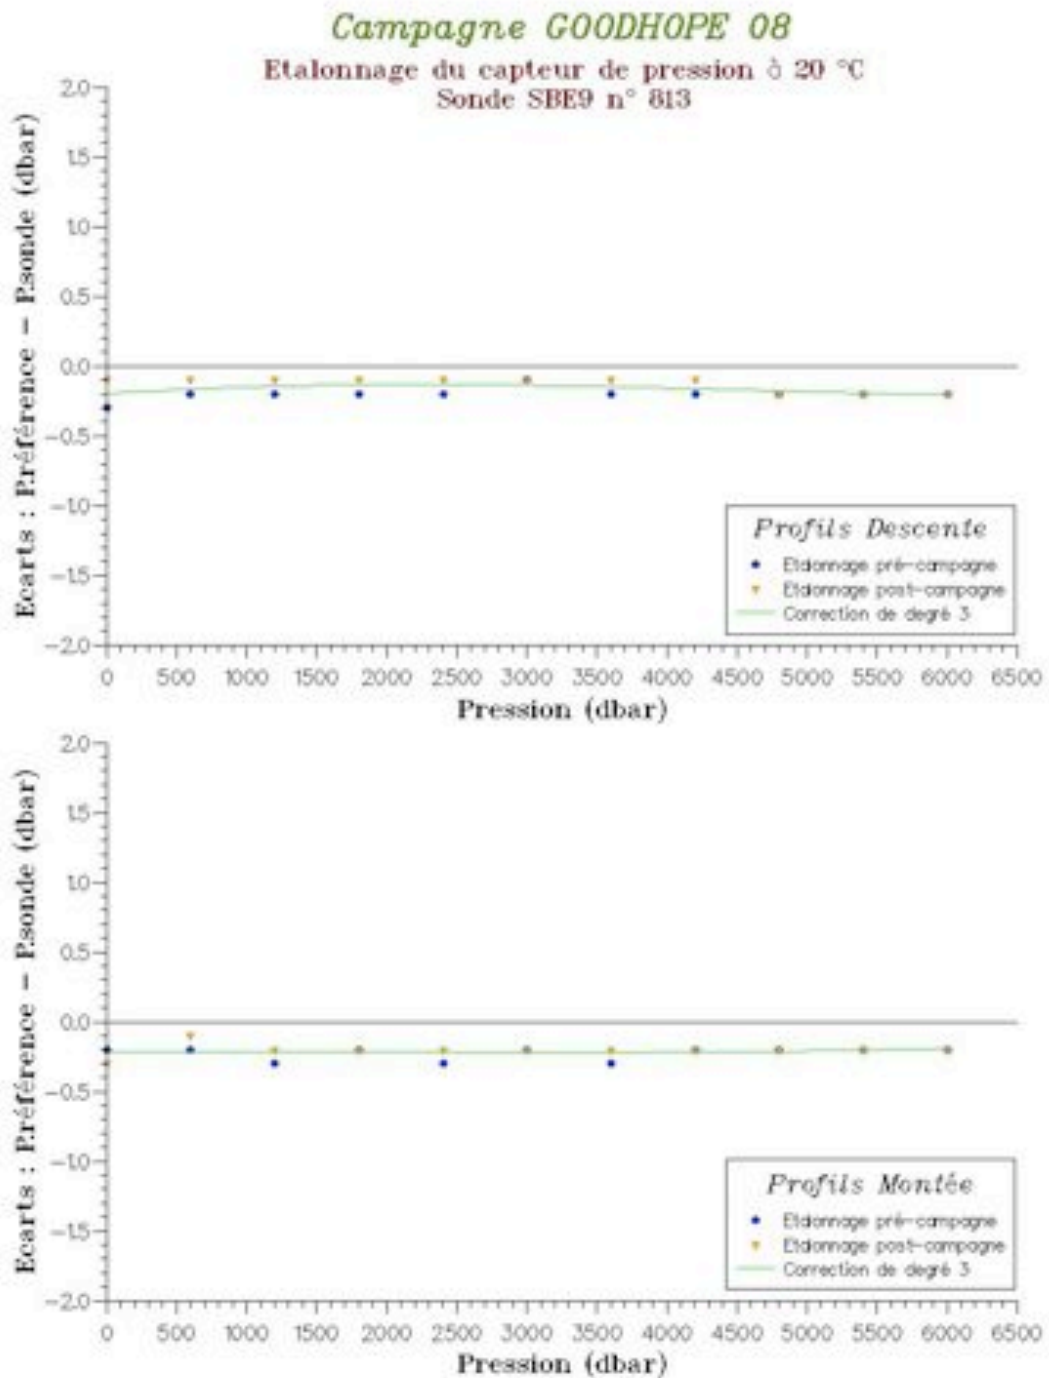 Campagne GOODHOPE 08
Etalonnage du capteur de pression à 20 °C
Sonde SBE9 n° 813
Ecarts : P.référence - P.sonde (dbar)
2.0
1.5
1.0
0.5
0.0
-0.5
-1.0
-1.5
-2.0
Profils Descente
Etalonnage pré-campagne
Etalonnage post-campagne
Correction de degré 3
0 500 1000 1500 2000 2500 3000 3500 4000 4500 5000 5500 6000 6500
Pression (dbar)
Ecarts : P.référence - P.sonde (dbar)
2.0
1.5
1.0
0.5
0.0
-0.5
-1.0
-1.5
-2.0
Profils Montée
Etalonnage pré-campagne
Etalonnage post-campagne
Correction de degré 3
0 500 1000 1500 2000 2500 3000 3500 4000 4500 5000 5500 6000 6500
Pression (dbar)